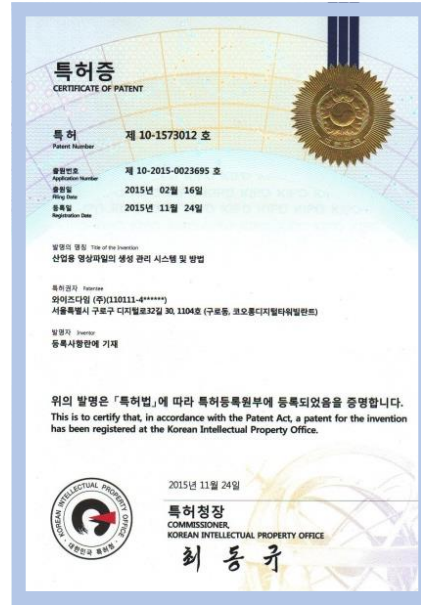 특허증
CERTIFICATE OF PATENT
특 허 제 10-1573012 호
Patent Number
출원번호 제 10-2015-0023695 호
Application Number
출원일 2015년 02월 16일
Filing Date
등록일 2015년 11월 24일
Registration Date
발명의 명칭 Title of the Invention
산업용 영상파일의 생성 관리 시스템 및 방법
특허권자 Patentee
와이즈다임 (주)(110111-4******)
서울특별시 구로구 디지털로32길 30, 1104호 (구로동, 코오롱디지털타워빌란트)
발명자 Inventor
등록사항란에 기재
위의 발명은 「특허법」에 따라 특허등록원부에 등록되었음을 증명합니다.
This is to certify that, in accordance with the Patent Act, a patent for the invention
has been registered at the Korean Intellectual Property Office.
2015년 11월 24일
특허청장
COMMISSIONER,
KOREAN INTELLECTUAL PROPERTY OFFICE
최동규
KOREAN INTELLECTUAL PROPERTY OFFICE
대한민국 특허청